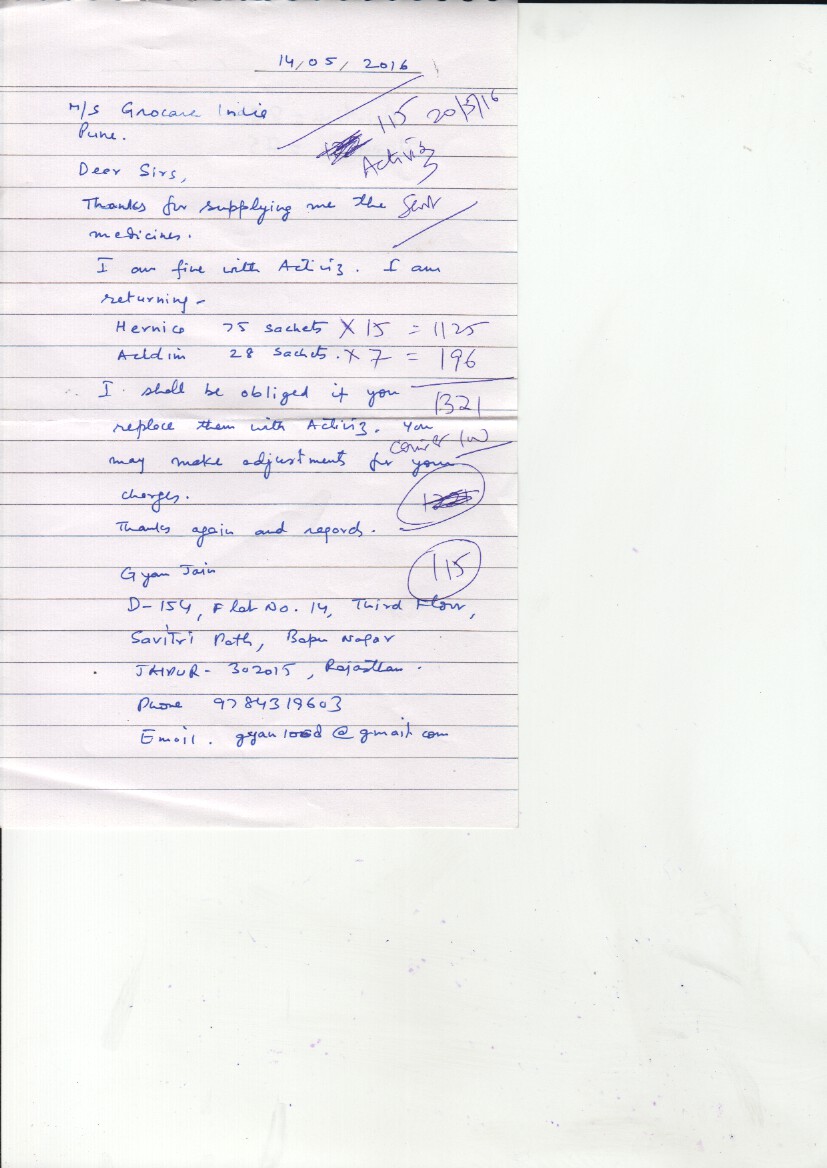 14/05/2016
M/S Grocare India
Pune.
115 20/5/16
Activiz
Sent
Dear Sirs,
Thanks for supplying me the
medicines.
I am fine with Activiz. I am
returning -
Hernica 75 sachets X 15 = 1125
Acidim 28 sachets. X 7 = 196
1321
I shall be obliged if you
replace them with Activiz. You
may make adjustments for your
charges.
Courier
Thanks again and regards.
115
Gyan Jain
D-154, Flat No. 14, Third Floor,
Savitri Path, Bapu Nagar
JAIPUR - 302015, Rajasthan.
Phone 9784319603
Email. @gmail com